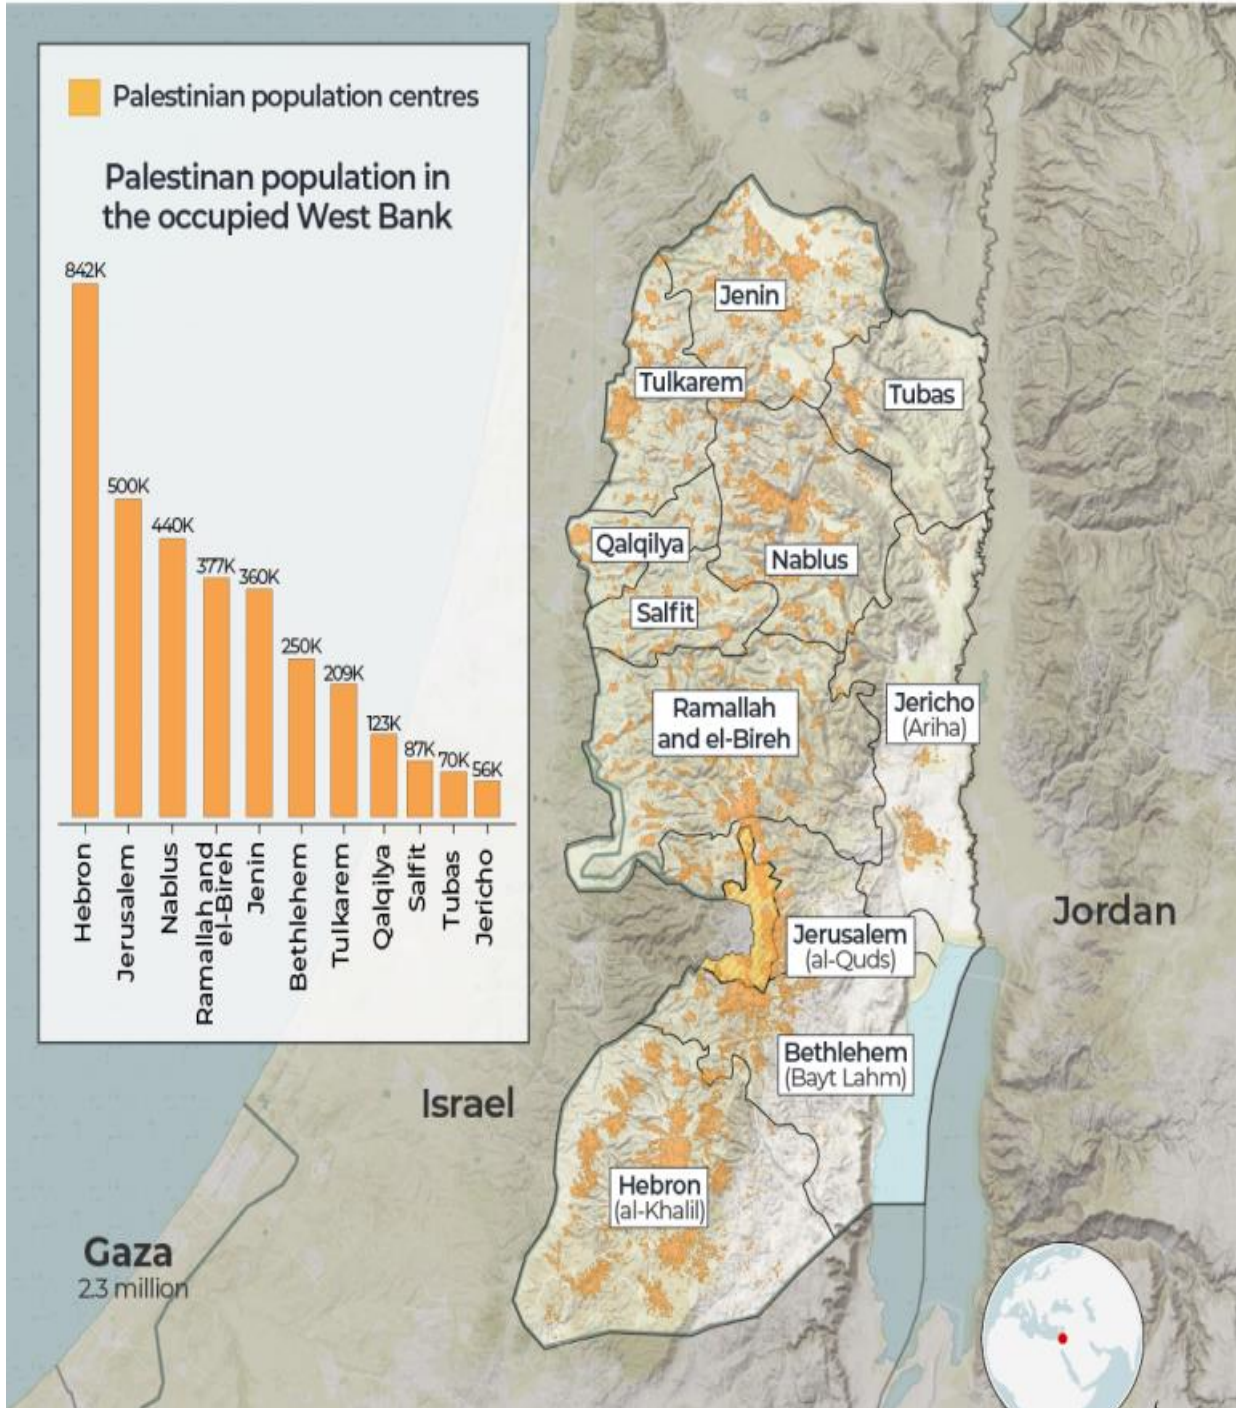 Palestinian population centres
Palestinan population in
the occupied West Bank
842K
500K
440K
377K
360K
250K
209K
123K
87K
70K
56K
Hebron
Jerusalem
Nablus
Ramallah and
el-Bireh
Jenin
Bethlehem
Tulkarem
Qalqilya
Salfit
Tubas
Jericho
Jenin
Tulkarem
Tubas
Qalqilya
Nablus
Salfit
Ramallah
and el-Bireh
Jericho
(Ariha)
Jordan
Jerusalem
(al-Quds)
Bethlehem
(Bayt Lahm)
Israel
Hebron
(al-Khalil)
Gaza
2.3 million